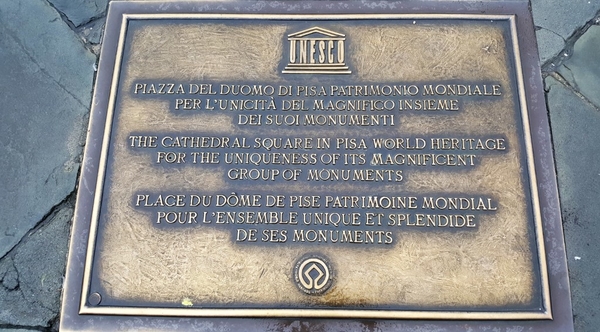 UNESCO
PIAZZA DEL DUOMO DI PISA PATRIMONIO MONDIALE
PER L'UNICITÀ DEL MAGNIFICO INSIEME
DEI SUOI MONUMENTI
THE CATHEDRAL SQUARE IN PISA WORLD HERITAGE
FOR THE UNIQUENESS OF ITS MAGNIFICENT
GROUP OF MONUMENTS
PLACE DU DÔME DE PISE PATRIMOINE MONDIAL
POUR L'ENSEMBLE UNIQUE ET SPLENDIDE
DE SES MONUMENTS